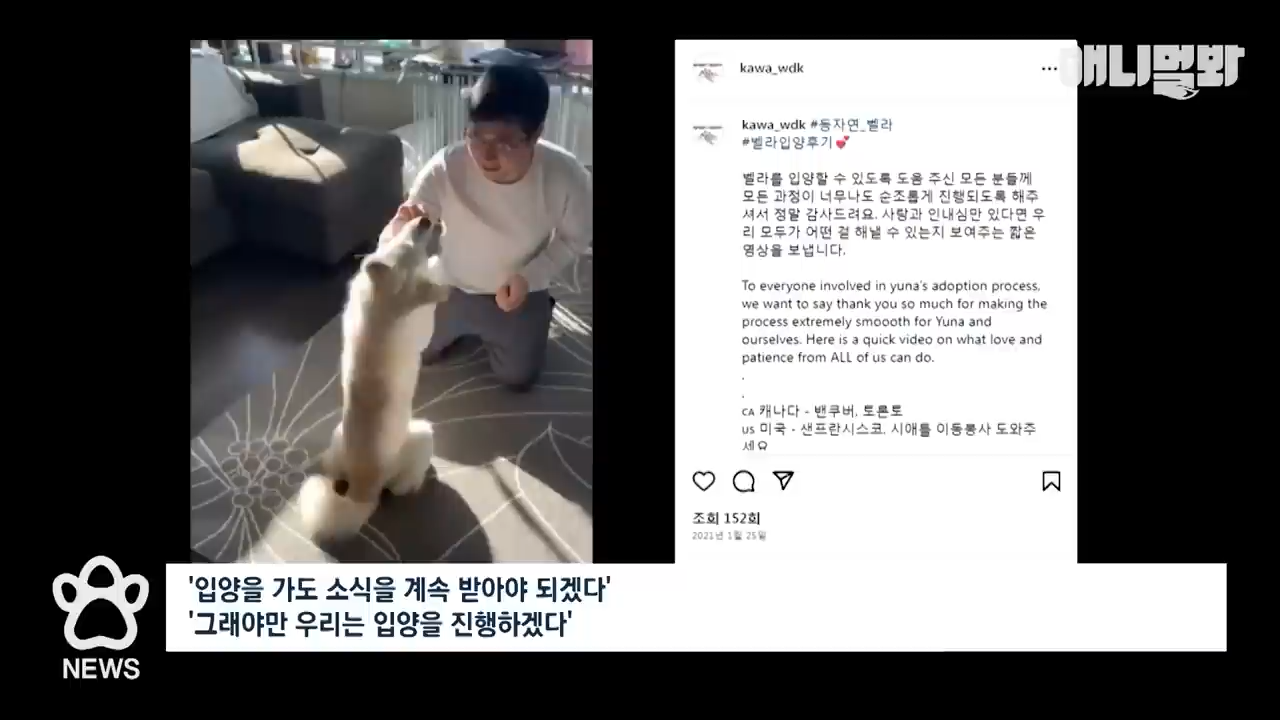 애니멀봐
kawa_wdk
kawa_wdk #동자연_벨라
#벨라입양후기💕
벨라를 입양할 수 있도록 도움 주신 모든 분들께
모든 과정이 너무나도 순조롭게 진행되도록 해주
셔서 정말 감사드려요. 사랑과 인내심만 있다면 우
리 모두가 어떤 걸 해낼 수 있는지 보여주는 짧은
영상을 보냅니다.
To everyone involved in yuna's adoption process,
we want to say thank you so much for making the
process extremely smoooth for Yuna and
ourselves. Here is a quick video on what love and
patience from ALL of us can do.
.
.
CA 캐나다 - 밴쿠버, 토론토
US 미국 - 샌프란시스코, 시애틀 이동봉사 도와주
세요
조회 152회
2021년 1월 25일
'입양을 가도 소식을 계속 받아야 되겠다'
'그래야만 우리는 입양을 진행하겠다'
NEWS